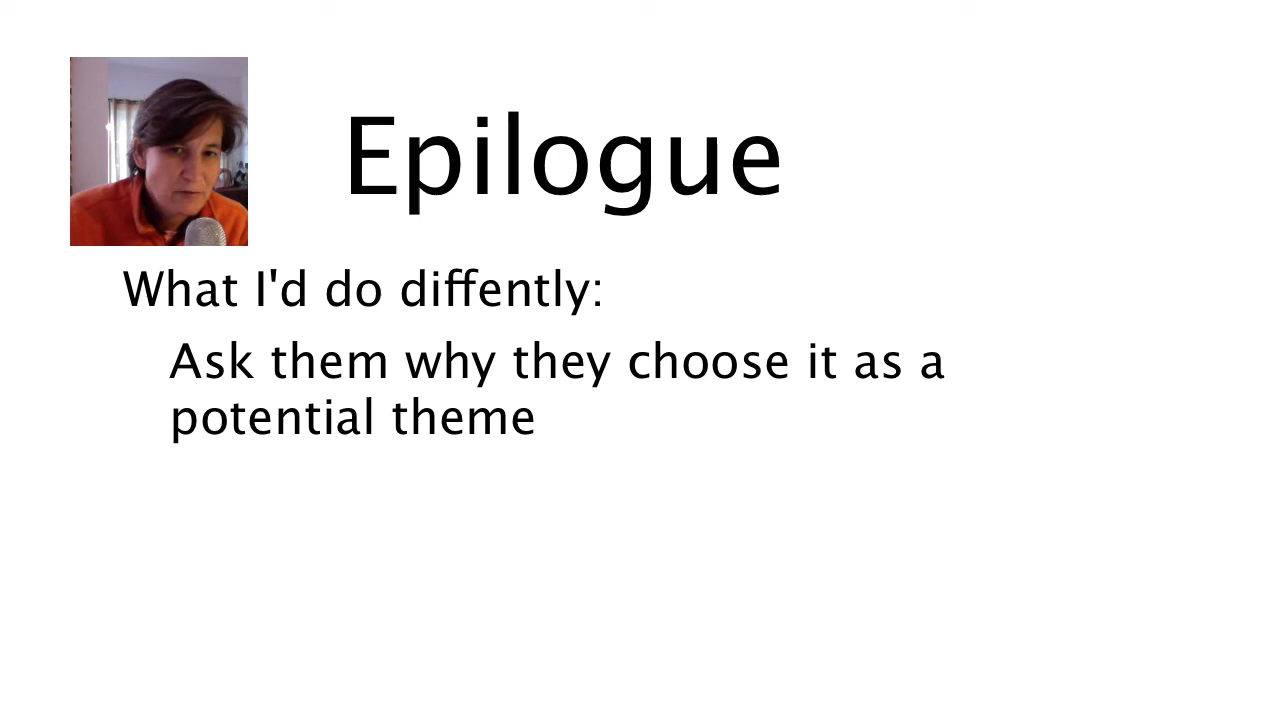 Epilogue
What I'd do diffently:
Ask them why they choose it as a
potential theme